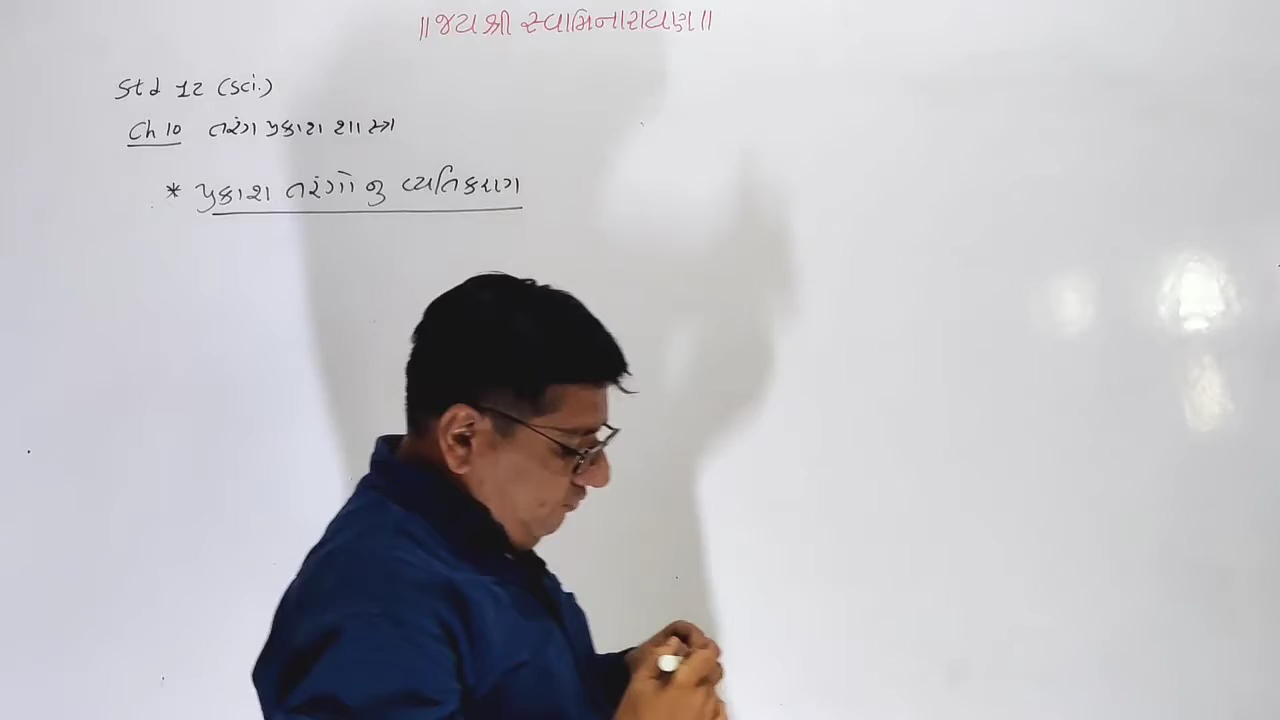 ॥જય શ્રી સ્વામિનારાયણ॥
Std 12 (sci.)
Ch 10 તરંગ પ્રકાશ શાસ્ત્ર
* પ્રકાશ તરંગોનુ વ્યતિકરણ